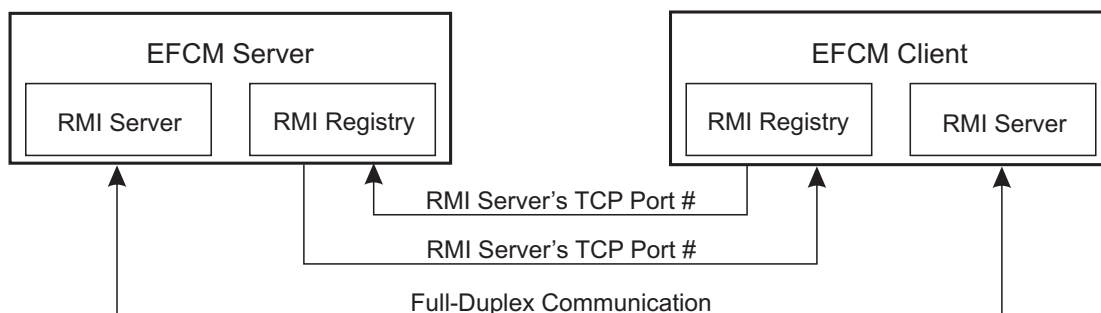 EFCM Server
EFCM Client
RMI Server
RMI Registry
RMI Registry
RMI Server
RMI Server’s TCP Port #
RMI Server’s TCP Port #
Full-Duplex Communication